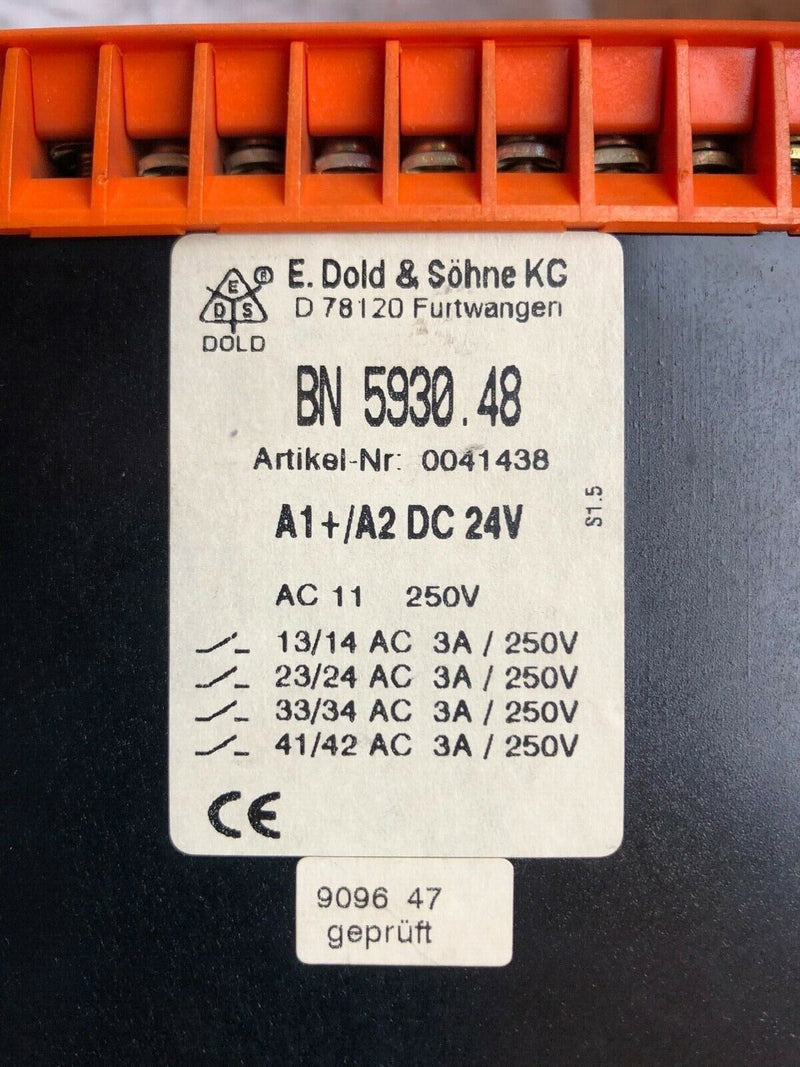 E D S ®
DOLD
E. Dold & Söhne KG
D 78120 Furtwangen
BN 5930.48
Artikel-Nr: 0041438
A1+/A2 DC 24V
S1.5
AC 11 250V
13/14 AC 3A / 250V
23/24 AC 3A / 250V
33/34 AC 3A / 250V
41/42 AC 3A / 250V
CE
9096 47
geprüft